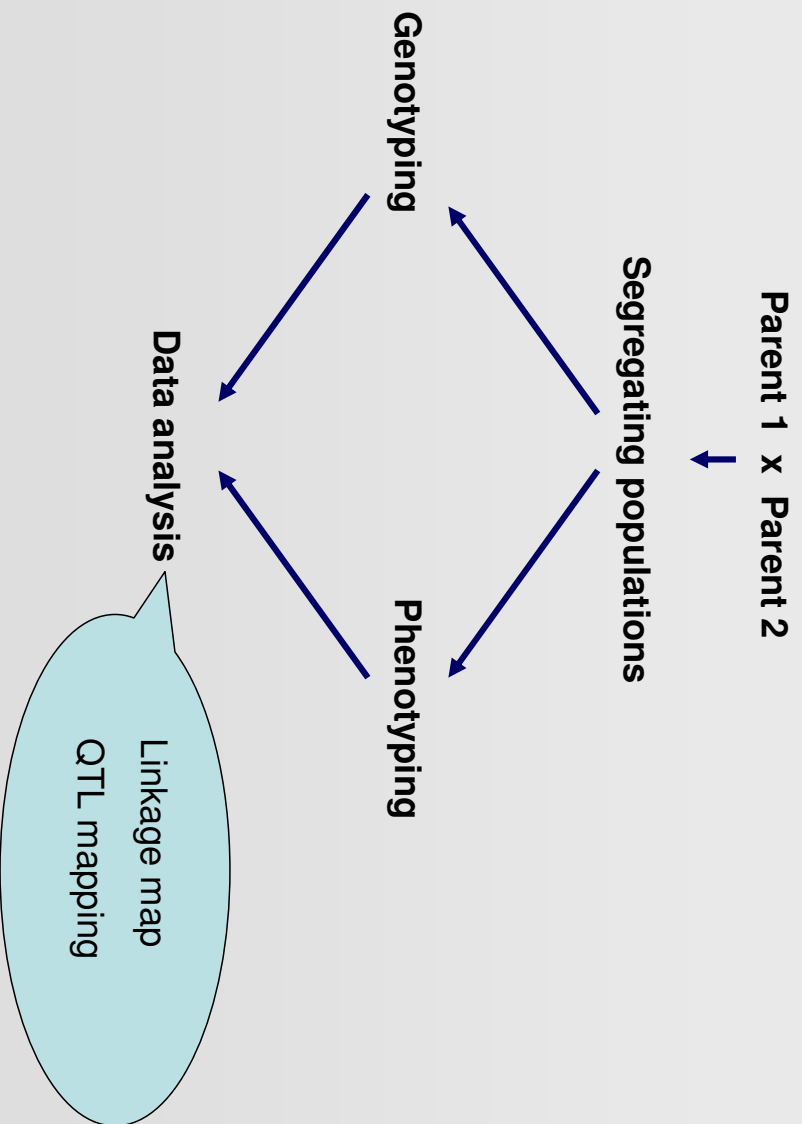 Parent 1 x Parent 2
Segregating populations
Genotyping
Phenotyping
Data analysis
Linkage map
QTL mapping